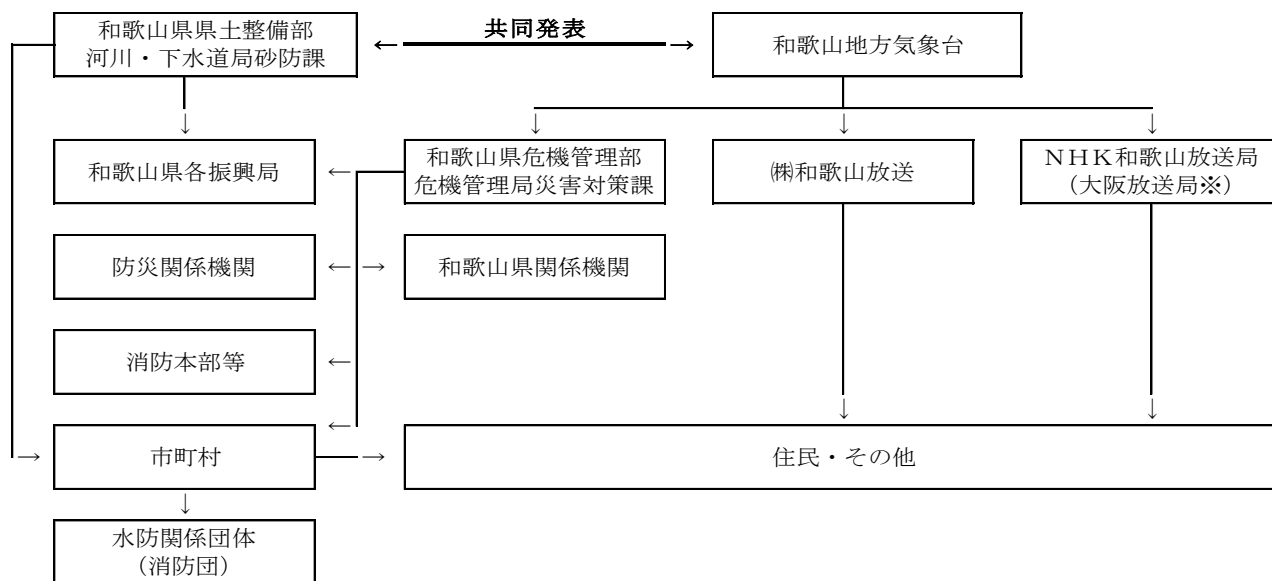 共同発表
和歌山県県土整備部
河川・下水道局砂防課
和歌山地方気象台
和歌山県各振興局
和歌山県危機管理部
危機管理局災害対策課
㈱和歌山放送
ＮＨＫ和歌山放送局
（大阪放送局※）
防災関係機関
和歌山県関係機関
消防本部等
市町村
住民・その他
水防関係団体
（消防団）